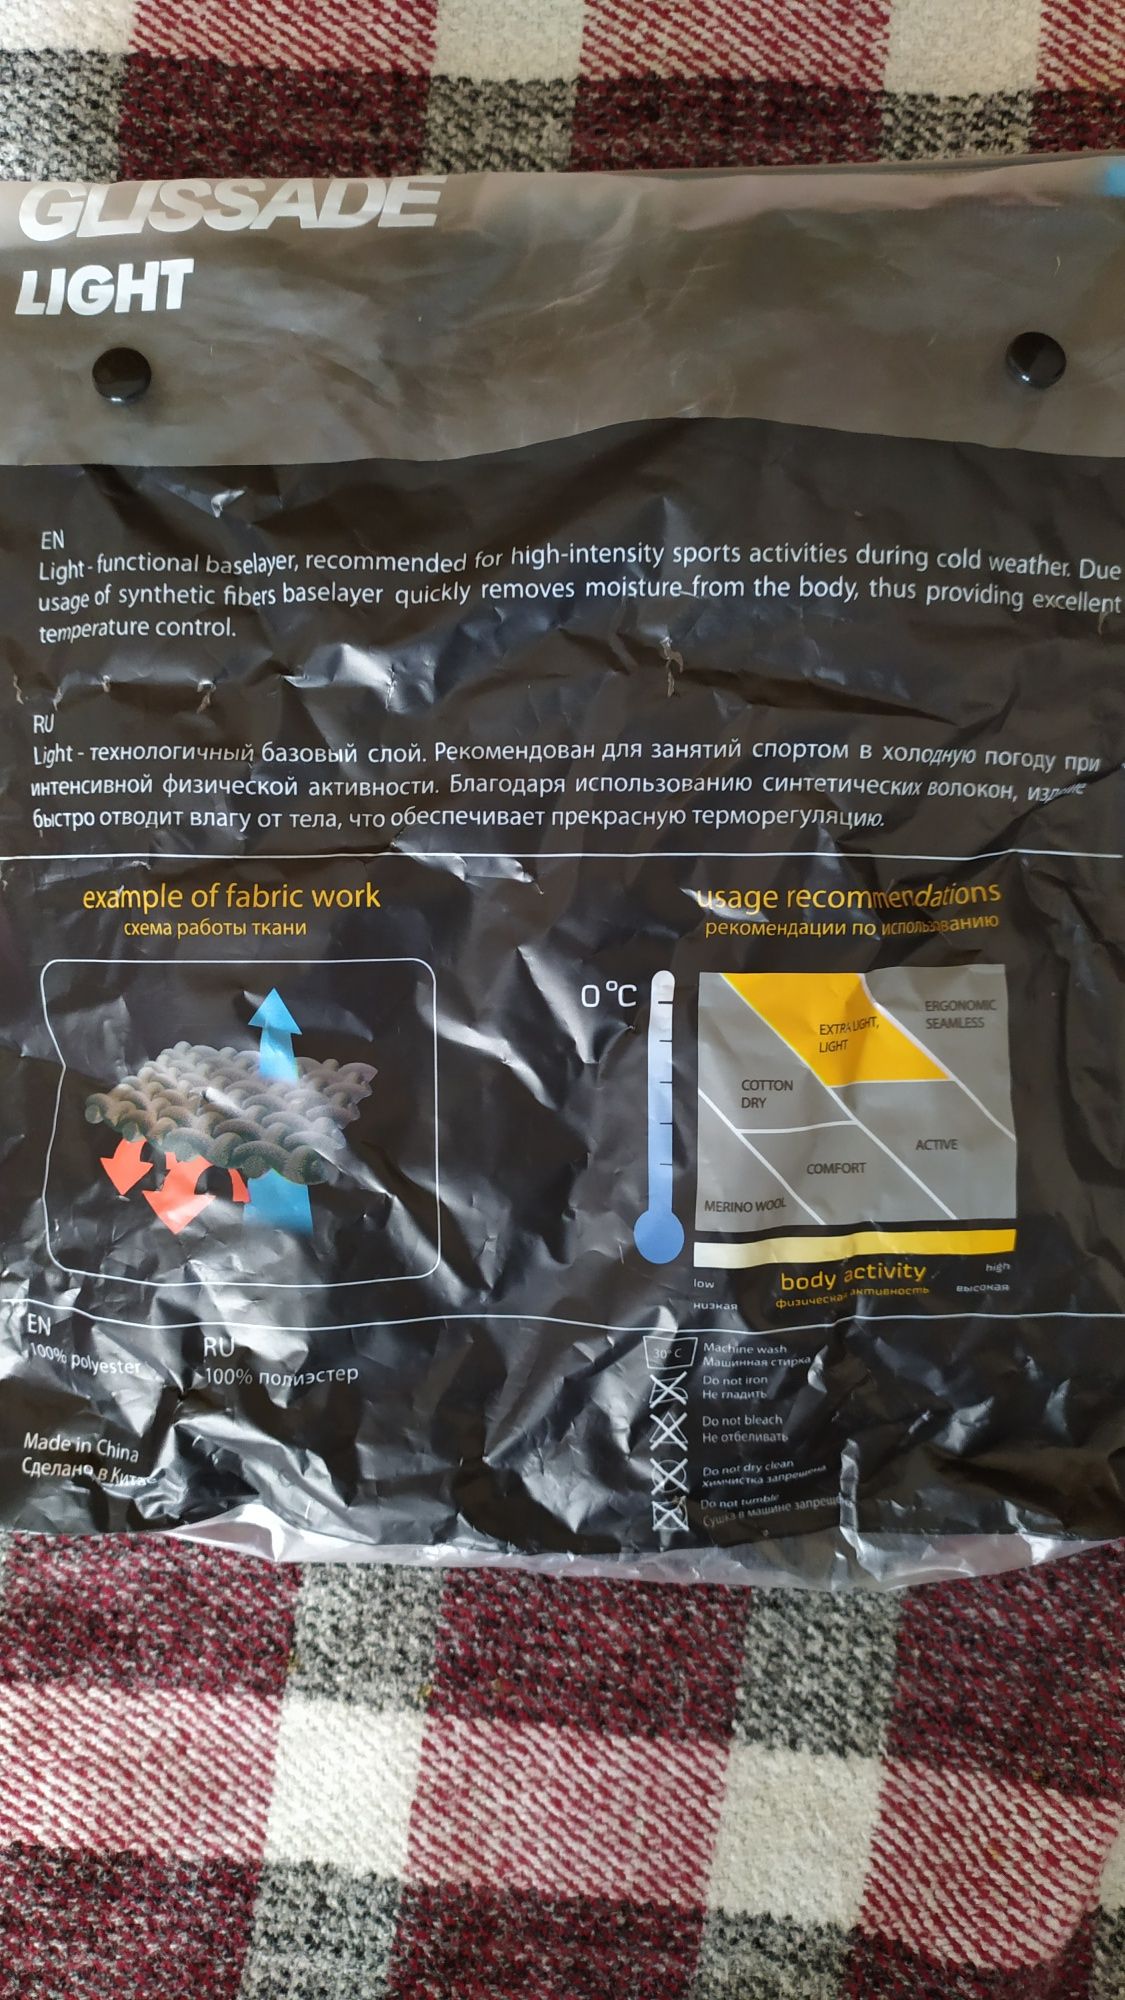 GLISSADE
LIGHT
EN
Light - functional baselayer, recommended for high-intensity sports activities during cold weather. Due
usage of synthetic fibers baselayer quickly removes moisture from the body, thus providing excellent
temperature control.
RU
Light - технологичный базовый слой. Рекомендован для занятий спортом в холодную погоду при
интенсивной физической активности. Благодаря использованию синтетических волокон,
быстро отводит влагу от тела, что обеспечивает прекрасную терморегуляцию.
example of fabric work
схема работы ткани
usage recommendations
рекомендации по использованию
0 °C
EXTRA LIGHT,
LIGHT
ERGONOMIC
SEAMLESS
COTTON
DRY
ACTIVE
COMFORT
MERINO WOOL
low
body activity
high
низкая
физическая активность
высокая
EN
100% polyester
RU
100% полиэстер
Made in China
Сделано в
30° C
Machine wash
Машинная стирка
Do not iron
Не гладить
Do not bleach
Не отбеливать
Do not dry clean
Химчистка запрещена
Do not tumble
Сушка в машине